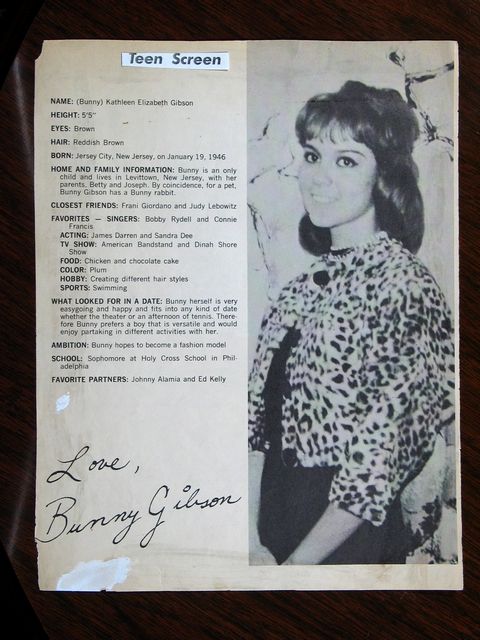 Teen Screen
NAME: (Bunny) Kathleen Elizabeth Gibson
HEIGHT: 5'5"
EYES: Brown
HAIR: Reddish Brown
BORN: Jersey City, New Jersey, on January 19, 1946
HOME AND FAMILY INFORMATION: Bunny is an only
child and lives in Levittown, New Jersey, with her
parents, Betty and Joseph. By coincidence, for a pet,
Bunny Gibson has a Bunny rabbit.
CLOSEST FRIENDS: Frani Giordano and Judy Lebowitz
FAVORITES — SINGERS: Bobby Rydell and Connie
Francis
ACTING: James Darren and Sandra Dee
TV SHOW: American Bandstand and Dinah Shore
Show
FOOD: Chicken and chocolate cake
COLOR: Plum
HOBBY: Creating different hair styles
SPORTS: Swimming
WHAT LOOKED FOR IN A DATE: Bunny herself is very
easygoing and happy and fits into any kind of date
whether the theater or an afternoon of tennis. There-
fore Bunny prefers a boy that is versatile and would
enjoy partaking in different activities with her.
AMBITION: Bunny hopes to become a fashion model
SCHOOL: Sophomore at Holy Cross School in Phil-
adelphia
FAVORITE PARTNERS: Johnny Alamia and Ed Kelly
Love,
Bunny Gibson